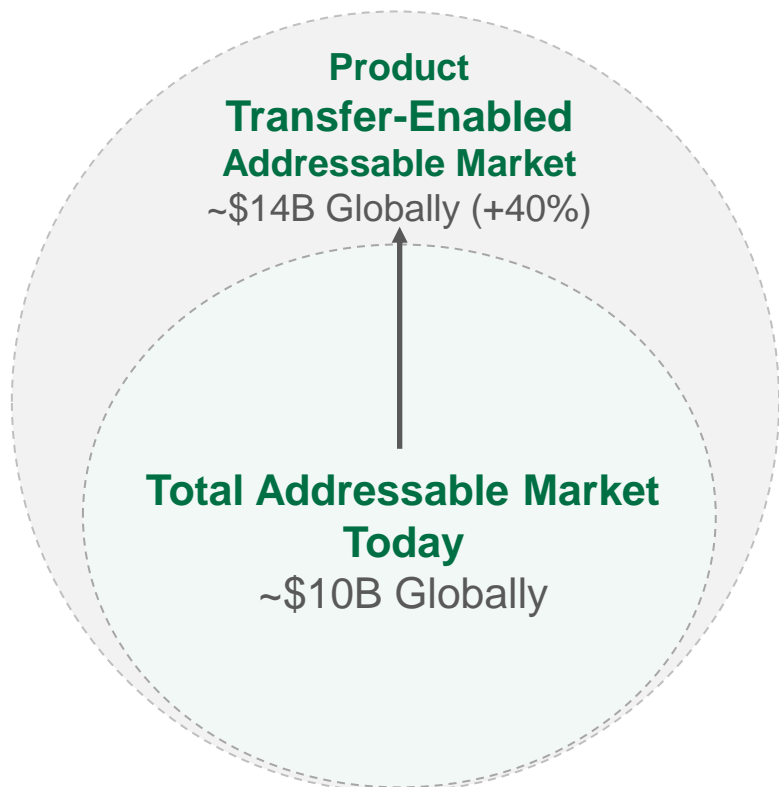 Product
Transfer-Enabled
Addressable Market
~$14B Globally (+40%)
Total Addressable Market
Today
~$10B Globally